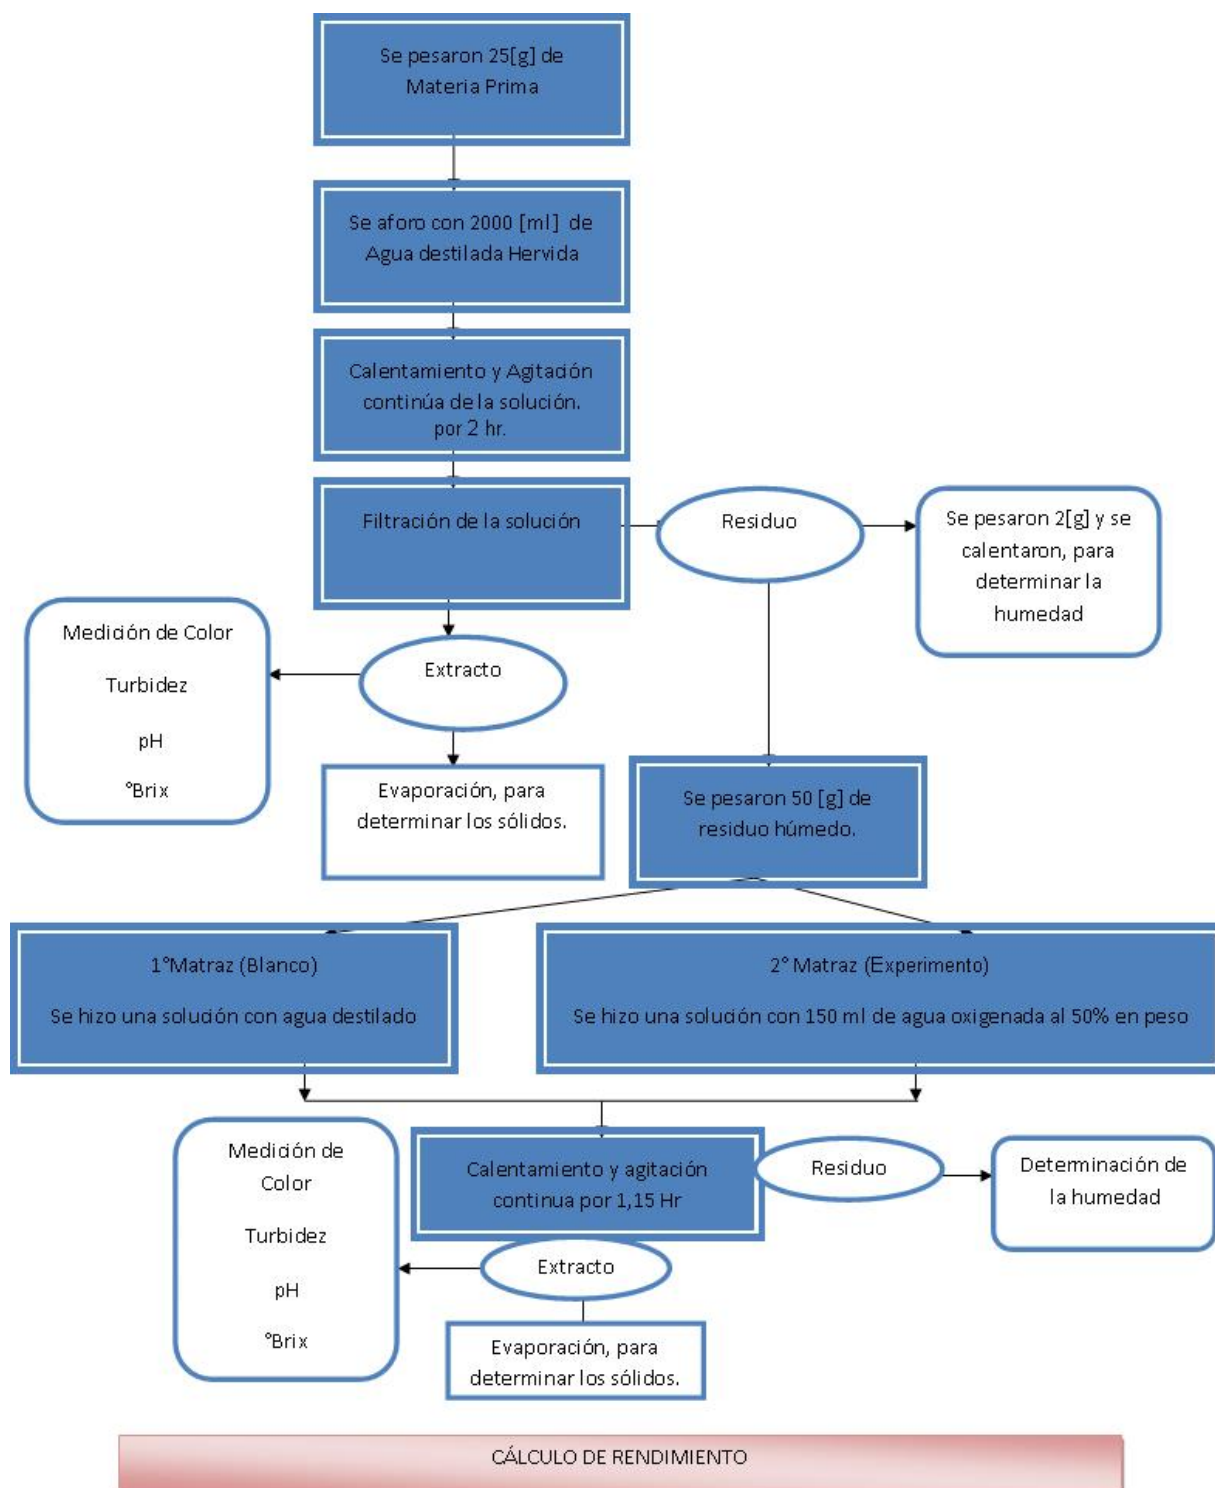 Se pesaron 25[g] de
Materia Prima
Se aforo con 2000 [ml] de
Agua destilada Hervida
Calentamiento y Agitación
continúa de la solución.
por 2 hr.
Filtración de la solución
Residuo
Se pesaron 2[g] y se
calentaron, para
determinar la
humedad
Medición de Color
Turbidez
pH
°Brix
Extracto
Evaporación, para
determinar los sólidos.
Se pesaron 50 [g] de
residuo húmedo.
1°Matraz (Blanco)
Se hizo una solución con agua destilado
2° Matraz (Experimento)
Se hizo una solución con 150 ml de agua oxigenada al 50% en peso
Medición de
Color
Turbidez
pH
°Brix
Calentamiento y agitación
continua por 1,15 Hr
Residuo
Determinación de
la humedad
Extracto
Evaporación, para
determinar los sólidos.
CÁLCULO DE RENDIMIENTO